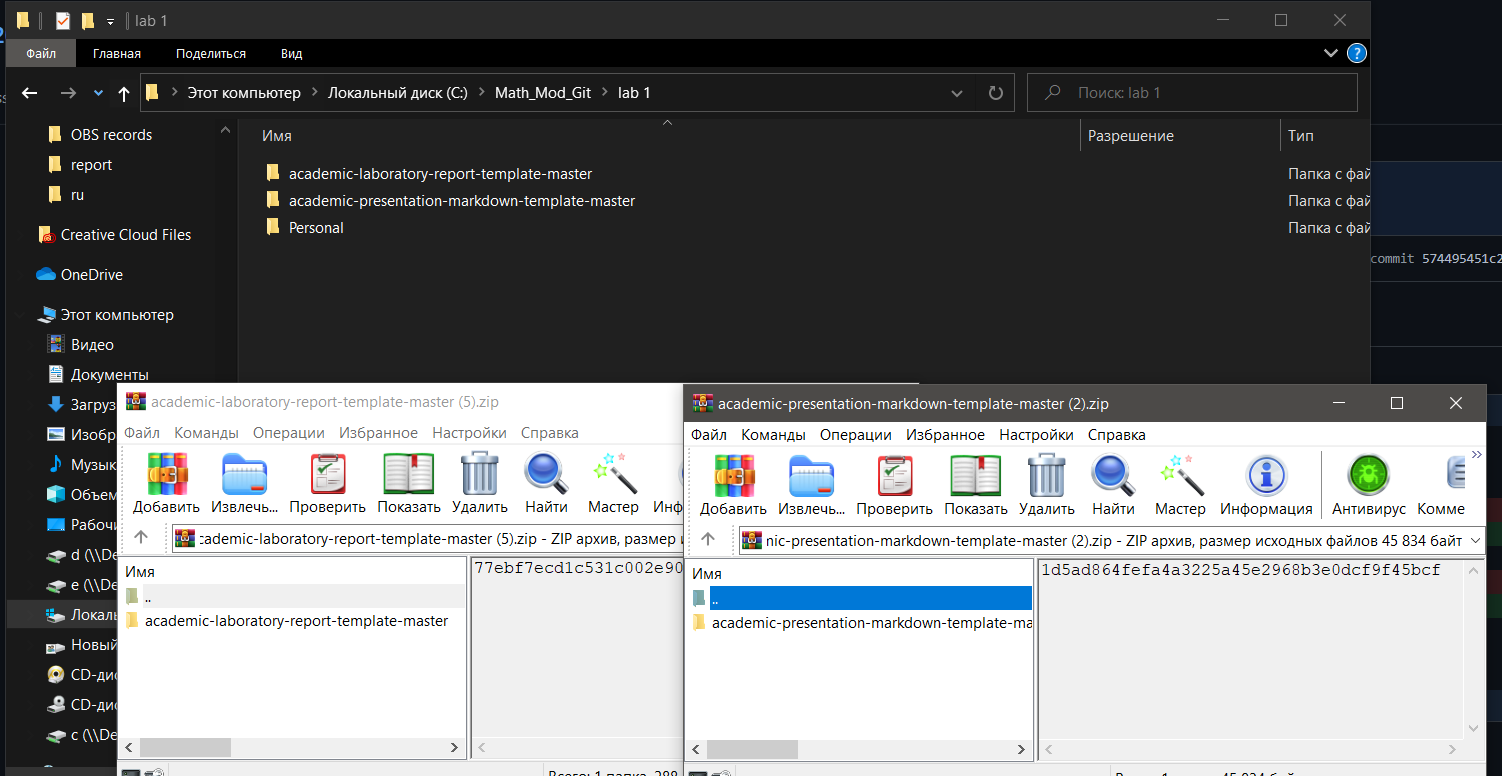 lab 1
Файл Главная Поделиться Вид
Этот компьютер Локальный диск (C:) Math_Mod_Git lab 1
Поиск: lab 1
OBS records
report
ru
Creative Cloud Files
OneDrive
Этот компьютер
Видео
Документы
Загруз
Изобр
Музык
Объем
Рабочи
d (\\De
e (\\De
Локаль
Новый
CD-дис
CD-дис
c (\\De
Имя Разрешение Тип
academic-laboratory-report-template-master Папка с фай
academic-presentation-markdown-template-master Папка с фай
Personal Папка с фай
commit 574495451c2
academic-laboratory-report-template-master (5).zip
Файл Команды Операции Избранное Настройки Справка
Добавить Извлечь... Проверить Показать Удалить Найти Мастер Инф
cademic-laboratory-report-template-master (5).zip - ZIP архив, размер и
Имя
..
academic-laboratory-report-template-master
77ebf7ecd1c531c002e90
Всего: 1 папка, 288
academic-presentation-markdown-template-master (2).zip
Файл Команды Операции Избранное Настройки Справка
Добавить Извлечь... Проверить Показать Удалить Найти Мастер Информация Антивирус Комме
nic-presentation-markdown-template-master (2).zip - ZIP архив, размер исходных файлов 45 834 байт
Имя
..
academic-presentation-markdown-template-ma
1d5ad864fefa4a3225a45e2968b3e0dcf9f45bcf